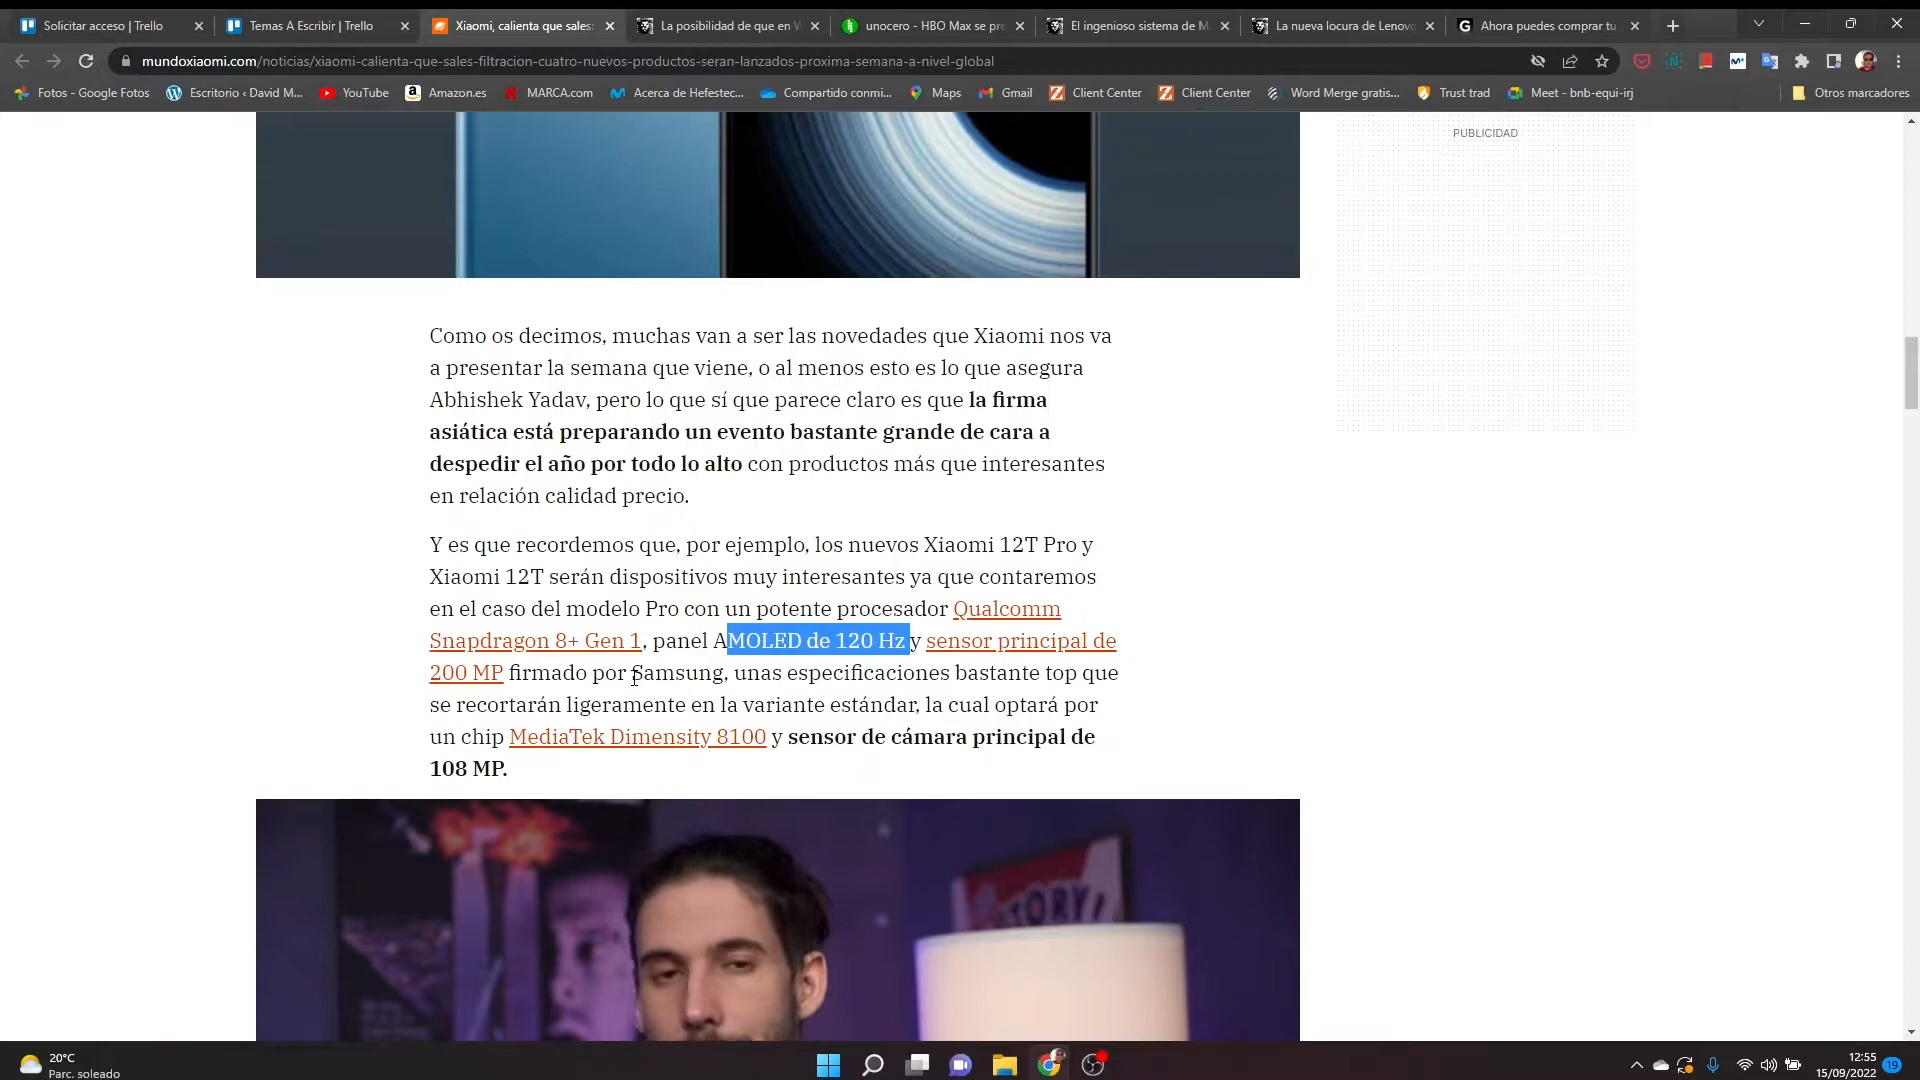 Solicitar acceso | Trello
Temas A Escribir | Trello
Xiaomi, calienta que sales:
La posibilidad de que en
unocero - HBO Max se pre
El ingenioso sistema de M
La nueva locura de Lenovo
Ahora puedes comprar tu
mundoxiaomi.com/noticias/xiaomi-calienta-que-sales-filtracion-cuatro-nuevos-productos-seran-lanzados-proxima-semana-a-nivel-global
Fotos - Google Fotos
Escritorio ‹ David M...
YouTube
Amazon.es
MARCA.com
Acerca de Hefestec...
Compartido conmi...
Maps
Gmail
Client Center
Client Center
Word Merge gratis...
Trust trad
Meet - bnb-equi-irj
Otros marcadores
PUBLICIDAD
Como os decimos, muchas van a ser las novedades que Xiaomi nos va
a presentar la semana que viene, o al menos esto es lo que asegura
Abhishek Yadav, pero lo que sí que parece claro es que la firma
asiática está preparando un evento bastante grande de cara a
despedir el año por todo lo alto con productos más que interesantes
en relación calidad precio.
Y es que recordemos que, por ejemplo, los nuevos Xiaomi 12T Pro y
Xiaomi 12T serán dispositivos muy interesantes ya que contaremos
en el caso del modelo Pro con un potente procesador Qualcomm
Snapdragon 8+ Gen 1, panel AMOLED de 120 Hz y sensor principal de
200 MP firmado por Samsung, unas especificaciones bastante top que
se recortarán ligeramente en la variante estándar, la cual optará por
un chip MediaTek Dimensity 8100 y sensor de cámara principal de
108 MP.
20°C
Parc. soleado
12:55
15/09/2022
19